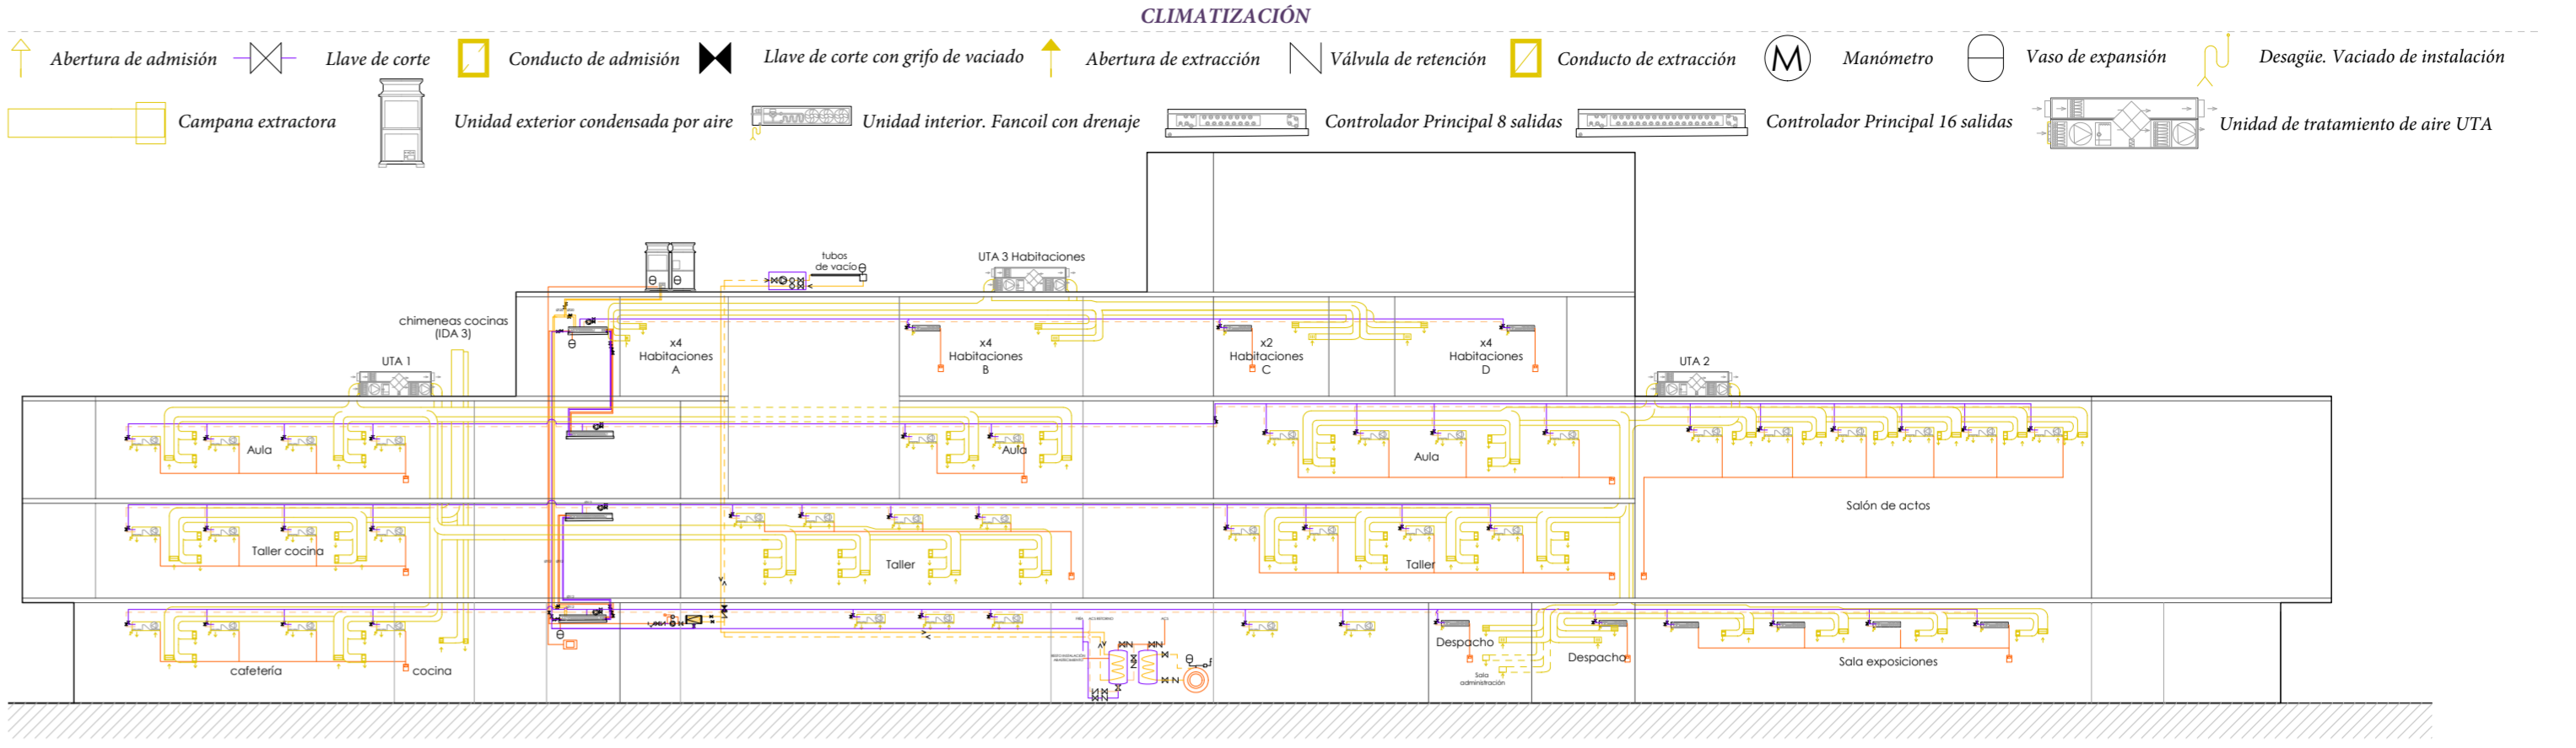 CLIMATIZACIÓN
Abertura de admisión
Llave de corte
Conducto de admisión
Llave de corte con grifo de vaciado
Abertura de extracción
Válvula de retención
Conducto de extracción
M
Manómetro
Vaso de expansión
Desagüe. Vaciado de instalación
Campana extractora
Unidad exterior condensada por aire
Unidad interior. Fancoil con drenaje
Controlador Principal 8 salidas
Controlador Principal 16 salidas
Unidad de tratamiento de aire UTA
tubos
de vacío
UTA 3 Habitaciones
chimeneas cocinas
(IDA 3)
UTA 1
x4
Habitaciones
A
x4
Habitaciones
B
x2
Habitaciones
C
x4
Habitaciones
D
UTA 2
Aula
Aula
Aula
Salón de actos
Taller cocina
Taller
Taller
cafetería
cocina
Despacho
Despacho
Sala
administración
Sala exposiciones